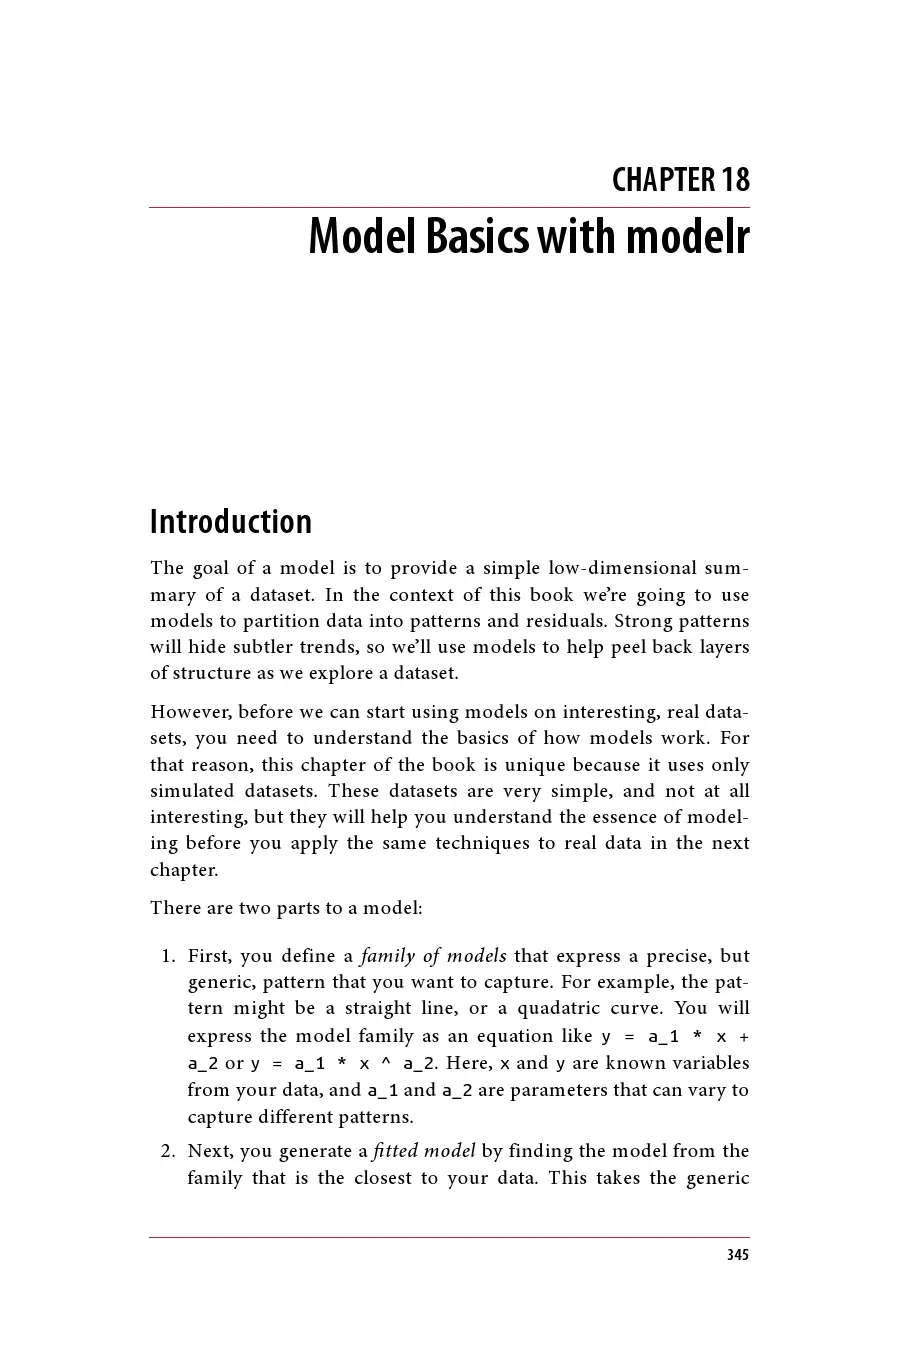 CHAPTER 18
Model Basics with modelr
Introduction
The goal of a model is to provide a simple low-dimensional sum-
mary of a dataset. In the context of this book we’re going to use
models to partition data into patterns and residuals. Strong patterns
will hide subtler trends, so we’ll use models to help peel back layers
of structure as we explore a dataset.
However, before we can start using models on interesting, real data-
sets, you need to understand the basics of how models work. For
that reason, this chapter of the book is unique because it uses only
simulated datasets. These datasets are very simple, and not at all
interesting, but they will help you understand the essence of model-
ing before you apply the same techniques to real data in the next
chapter.
There are two parts to a model:
1. First, you define a family of models that express a precise, but
generic, pattern that you want to capture. For example, the pat-
tern might be a straight line, or a quadatric curve. You will
express the model family as an equation like y = a_1 * x +
a_2 or y = a_1 * x ^ a_2. Here, x and y are known variables
from your data, and a_1 and a_2 are parameters that can vary to
capture different patterns.
2. Next, you generate a fitted model by finding the model from the
family that is the closest to your data. This takes the generic
345